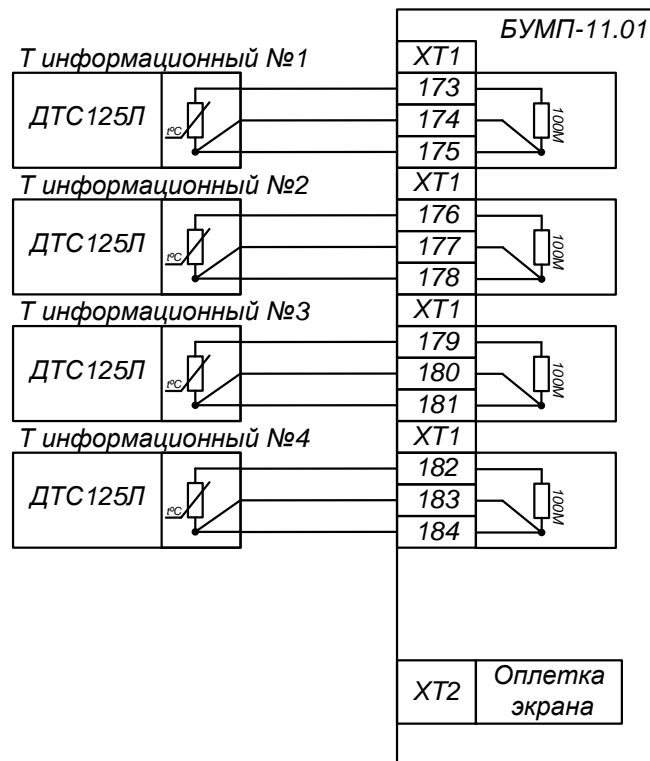 БУМП-11.01
Т информационный №1
XT1
ДТС125Л
t°C
173
174
175
100М
Т информационный №2
XT1
ДТС125Л
t°C
176
177
178
100М
Т информационный №3
XT1
ДТС125Л
t°C
179
180
181
100М
Т информационный №4
XT1
ДТС125Л
t°C
182
183
184
100М
XT2
Оплетка
экрана